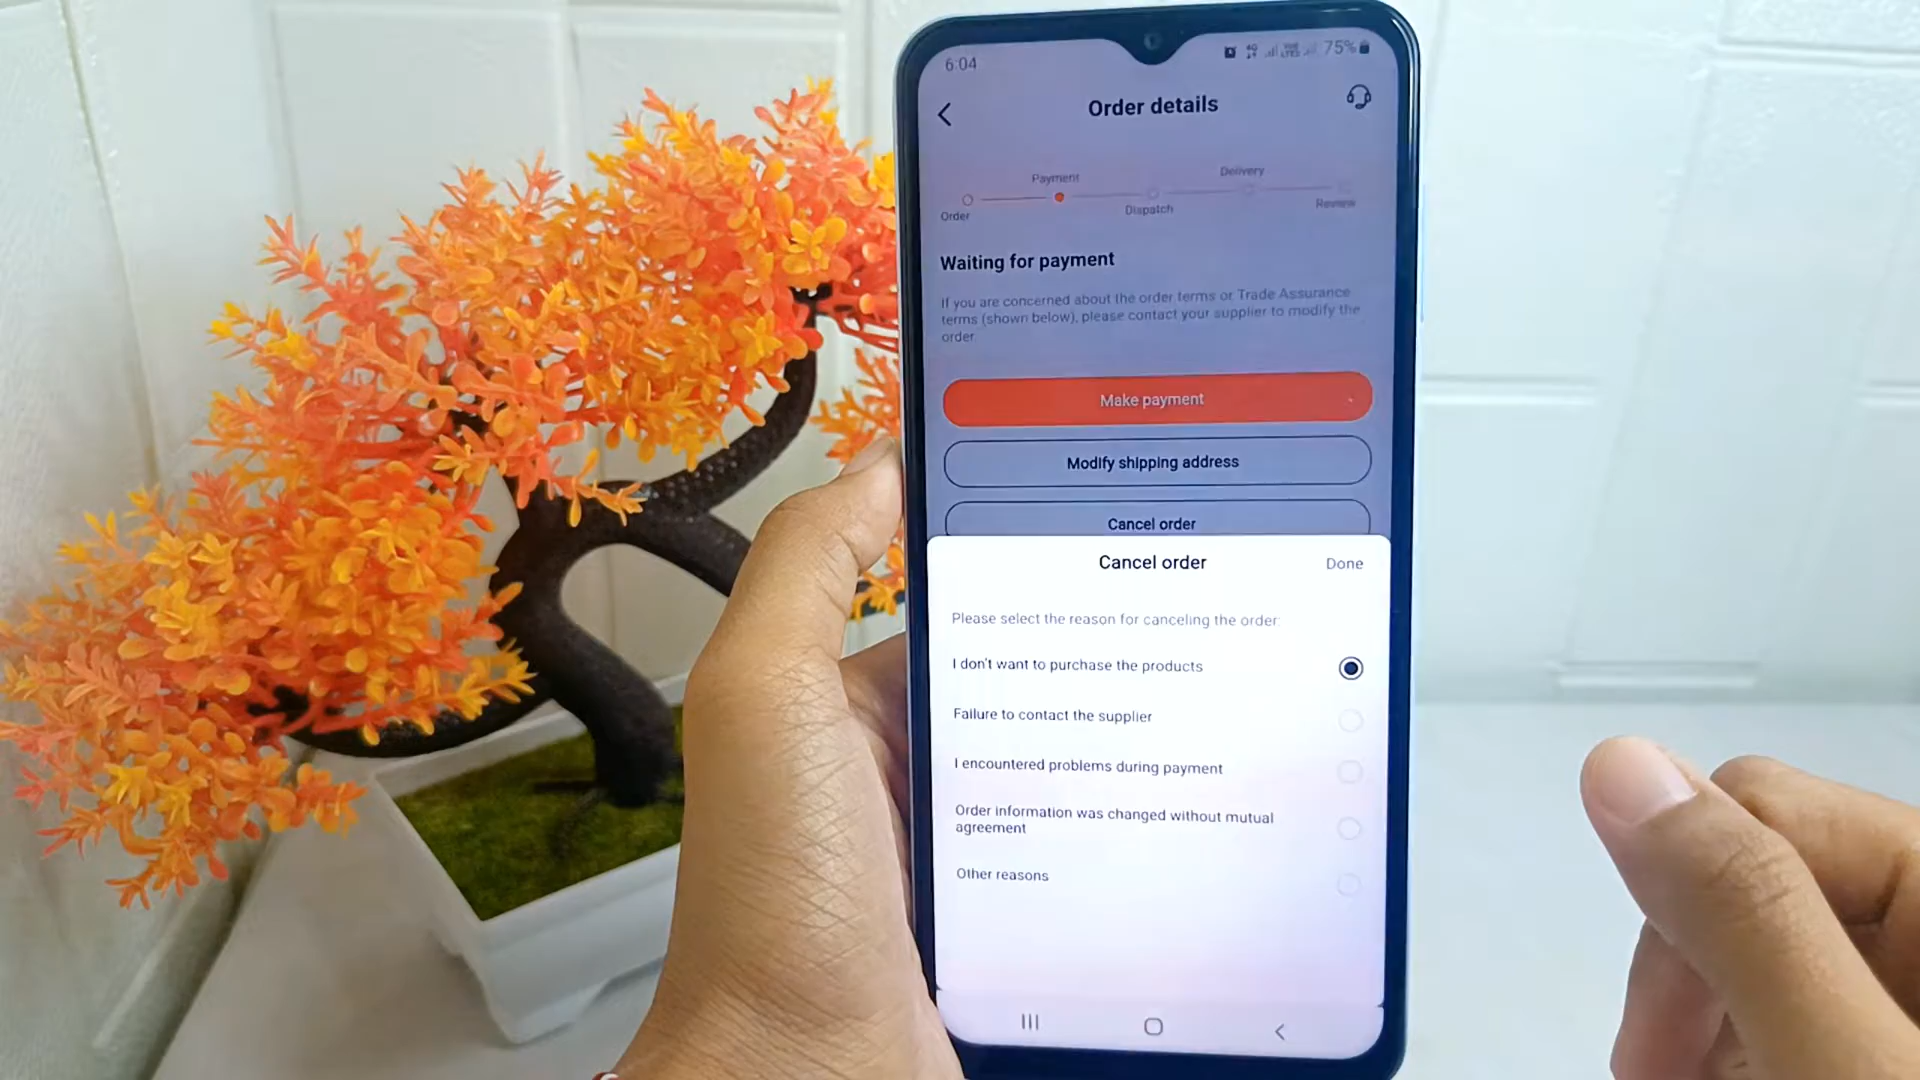 6:04
75%
Order details
Payment
Delivery
Order
Dispatch
Review
Waiting for payment
If you are concerned about the order terms or Trade Assurance
terms (shown below), please contact your supplier to modify the
order.
Make payment
Modify shipping address
Cancel order
Cancel order
Done
Please select the reason for canceling the order:
I don't want to purchase the products
Failure to contact the supplier
I encountered problems during payment
Order information was changed without mutual
agreement
Other reasons